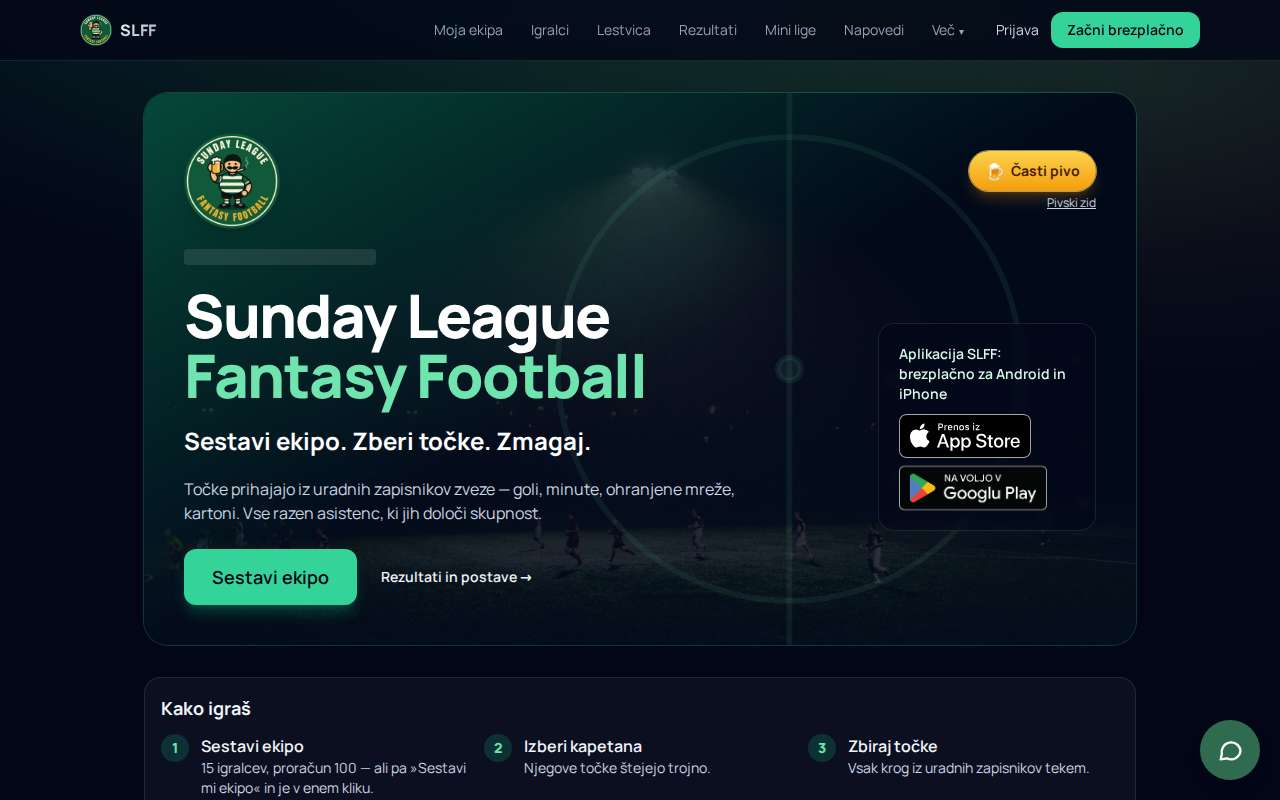 SLFF
Moja ekipa
Igralci
Lestvica
Rezultati
Mini lige
Napovedi
Več ▾
Prijava
Začni brezplačno
SUNDAY LEAGUE
FANTASY FOOTBALL
Časti pivo
Pivski zid
Sunday League
Fantasy Football
Sestavi ekipo. Zberi točke. Zmagaj.
Točke prihajajo iz uradnih zapisnikov zveze — goli, minute, ohranjene mreže,
kartoni. Vse razen asistenc, ki jih določi skupnost.
Sestavi ekipo
Rezultati in postave →
Aplikacija SLFF:
brezplačno za Android in
iPhone
Prenos iz
App Store
NA VOLJO V
Googlu Play
Kako igraš
1
Sestavi ekipo
15 igralcev, proračun 100 — ali pa »Sestavi
mi ekipo« in je v enem kliku.
2
Izberi kapetana
Njegove točke štejejo trojno.
3
Zbiraj točke
Vsak krog iz uradnih zapisnikov tekem.